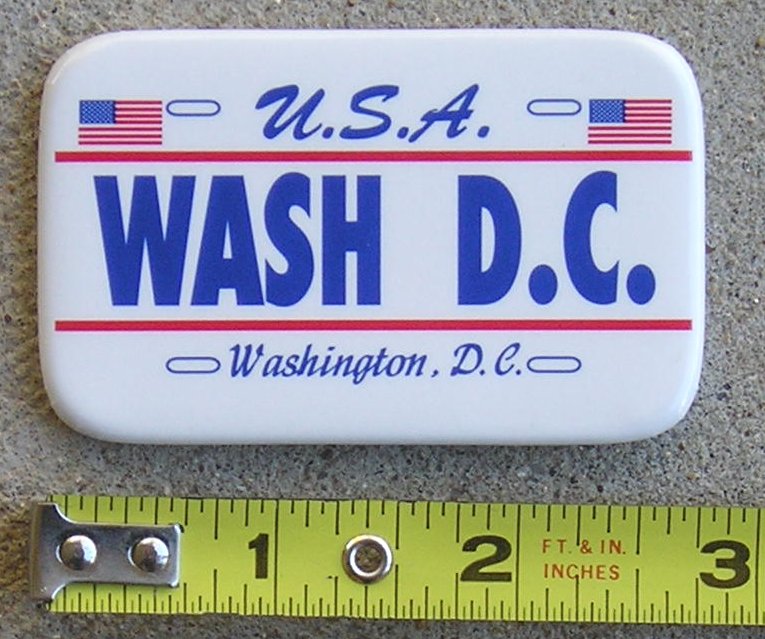 U.S.A.
WASH D.C.
Washington, D.C.
1 2 FT. & IN. 3
INCHES